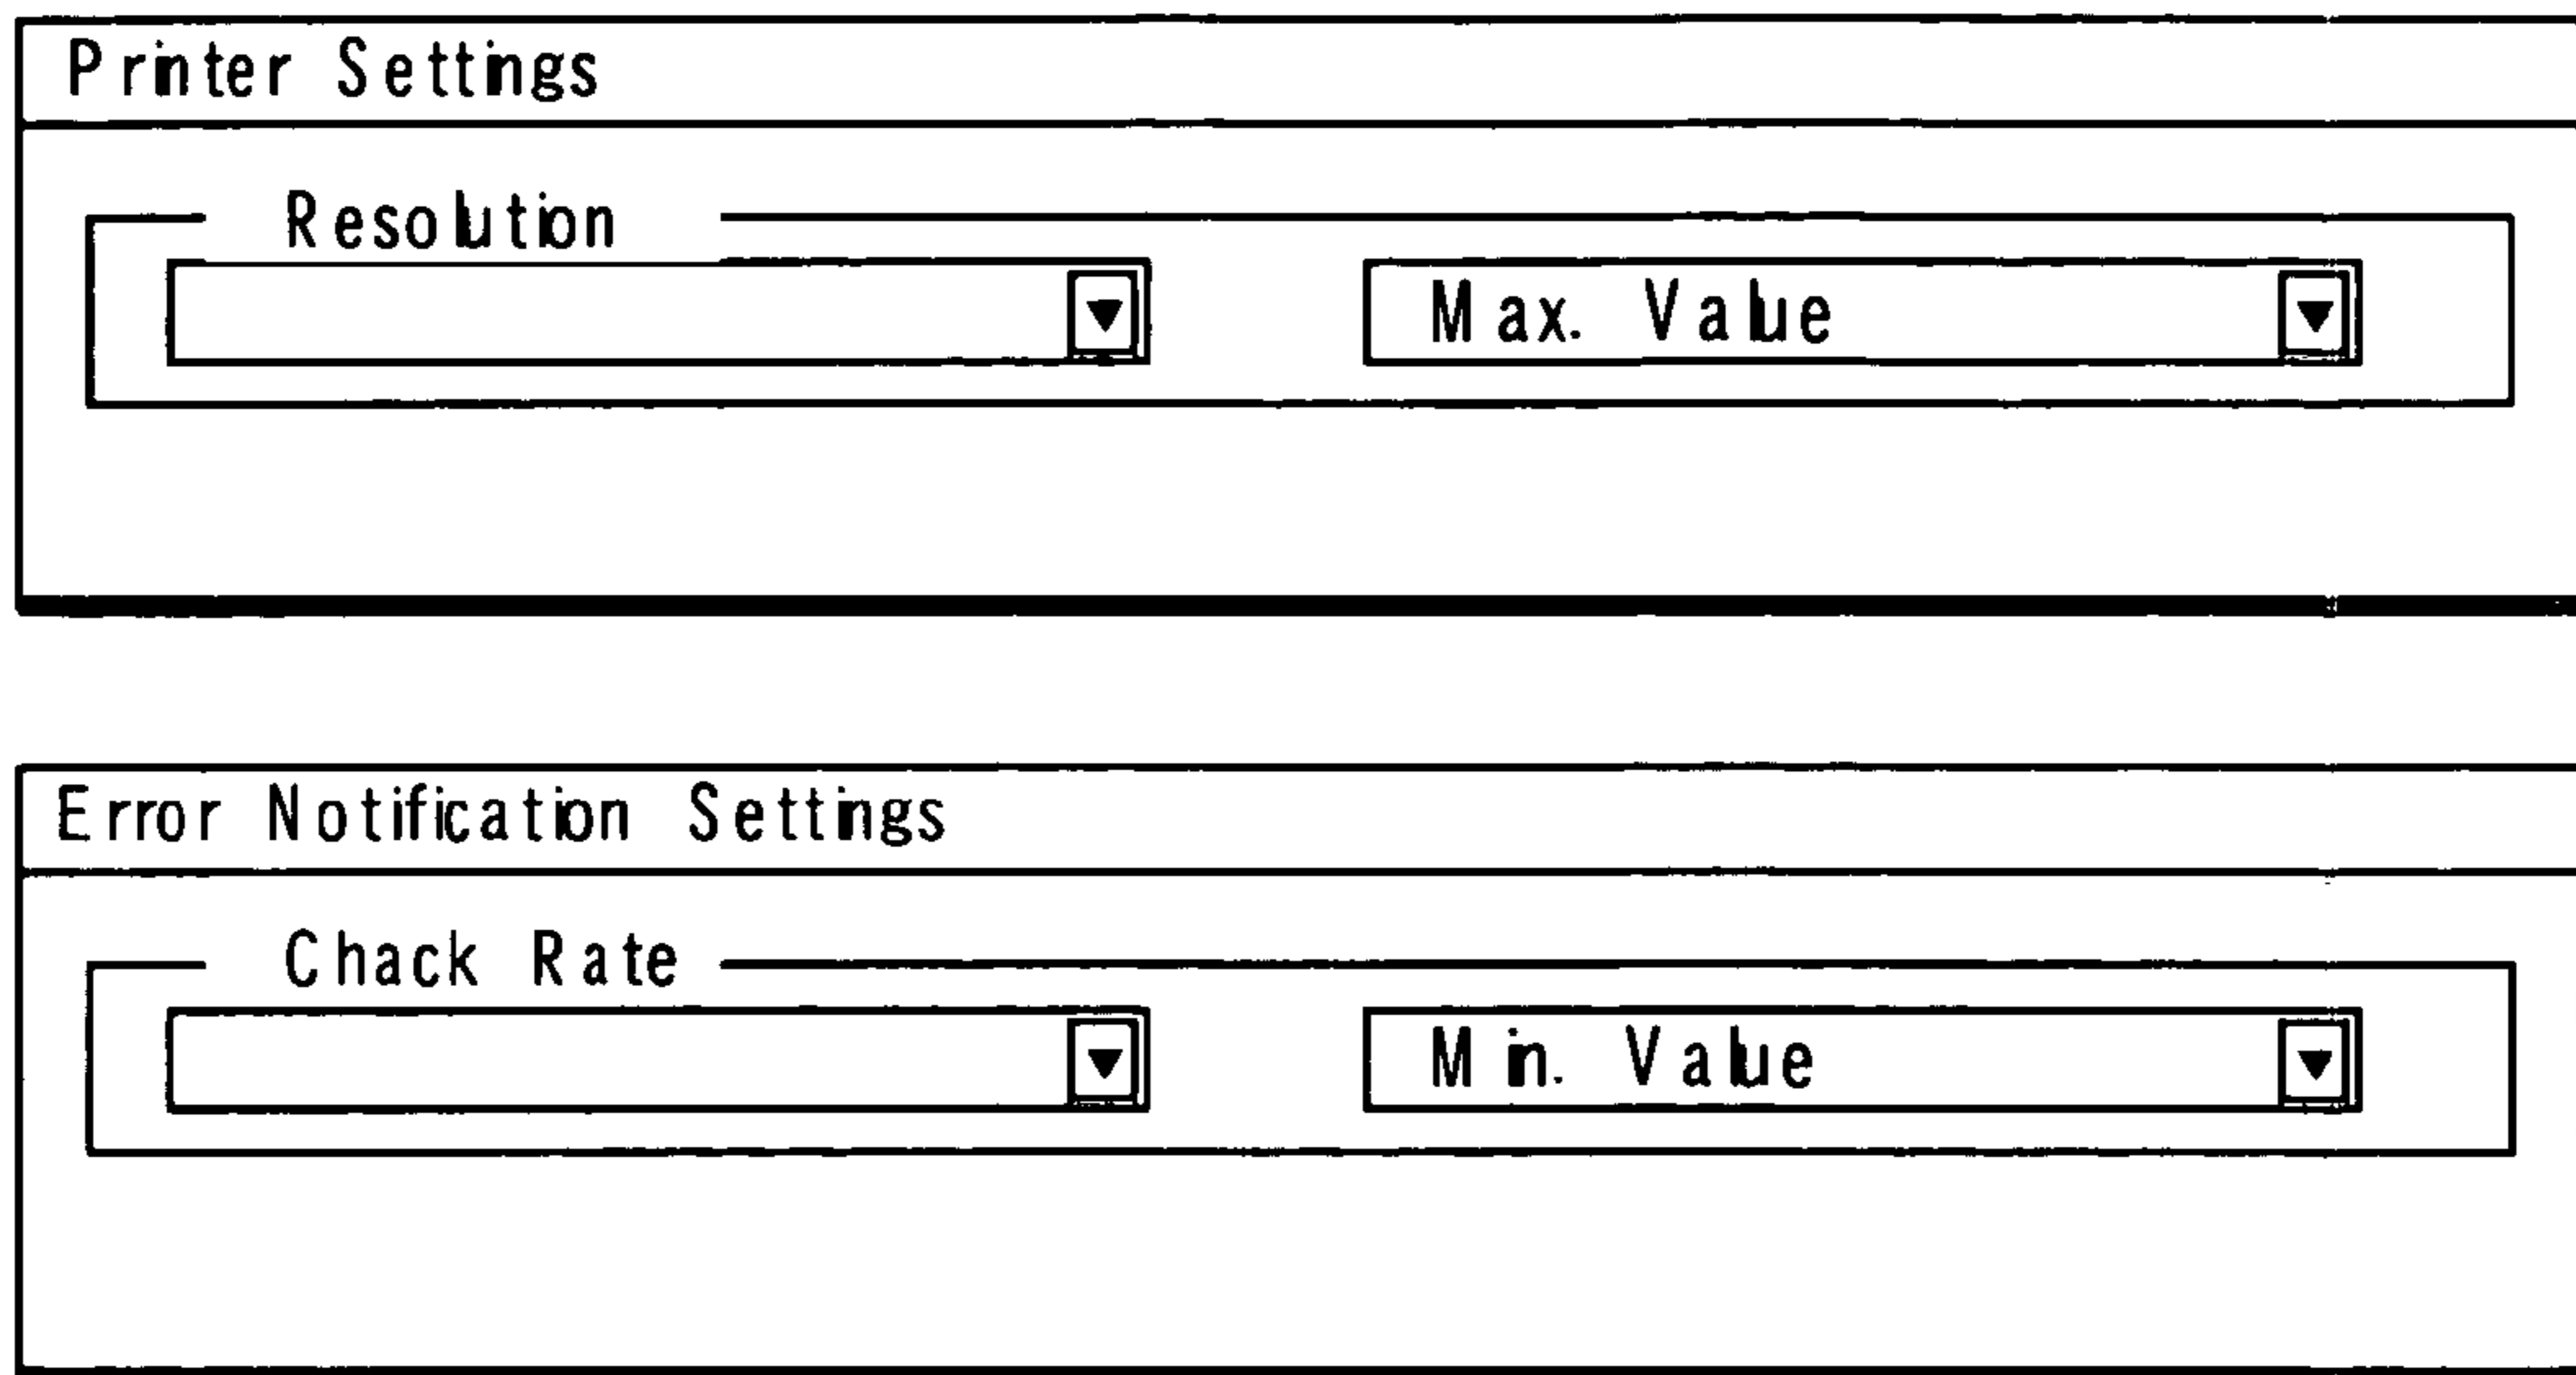 Printer Settings
Resolution
Max. Value
Error Notification Settings
Chack Rate
Min. Value